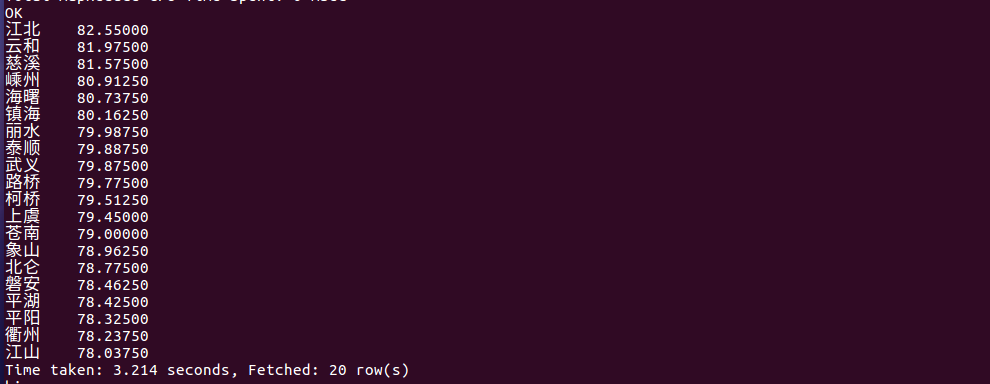 OK
江北 82.55000
云和 81.97500
慈溪 81.57500
嵊州 80.91250
海曙 80.73750
镇海 80.16250
丽水 79.98750
泰顺 79.88750
武义 79.87500
路桥 79.77500
柯桥 79.51250
上虞 79.45000
苍南 79.00000
象山 78.96250
北仑 78.77500
磐安 78.46250
平湖 78.42500
平阳 78.32500
衢州 78.23750
江山 78.03750
Time taken: 3.214 seconds, Fetched: 20 row(s)